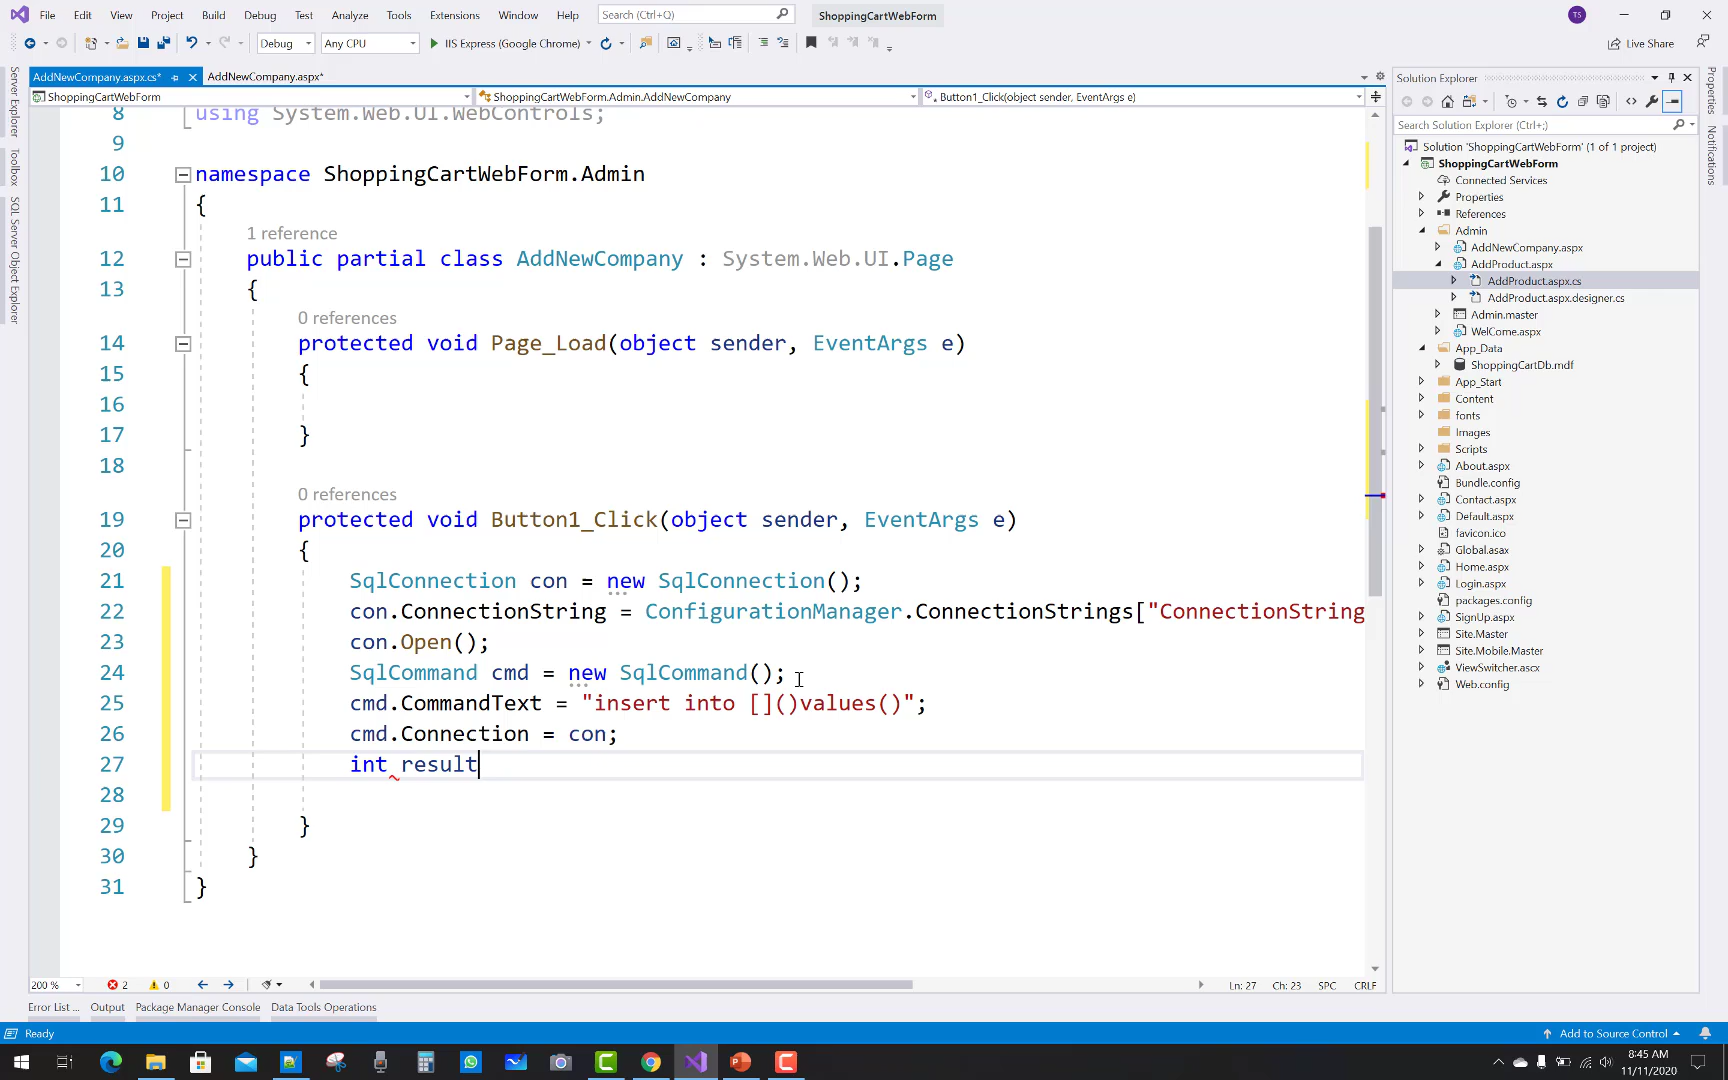 File Edit View Project Build Debug Test Analyze Tools Extensions Window Help Search (Ctrl+Q) ShoppingCartWebForm TS
Debug Any CPU IIS Express (Google Chrome) Live Share
AddNewCompany.aspx.cs* AddNewCompany.aspx*
ShoppingCartWebForm ShoppingCartWebForm.Admin.AddNewCompany Button1_Click(object sender, EventArgs e)
8 using System.Web.UI.WebControls;
9
10 namespace ShoppingCartWebForm.Admin
11 {
1 reference
12 public partial class AddNewCompany : System.Web.UI.Page
13 {
0 references
14 protected void Page_Load(object sender, EventArgs e)
15 {
16
17 }
18
0 references
19 protected void Button1_Click(object sender, EventArgs e)
20 {
21 SqlConnection con = new SqlConnection();
22 con.ConnectionString = ConfigurationManager.ConnectionStrings["ConnectionString
23 con.Open();
24 SqlCommand cmd = new SqlCommand();
25 cmd.CommandText = "insert into []()values()";
26 cmd.Connection = con;
27 int result
28
29 }
30 }
31 }
200 % 2 0 Ln: 27 Ch: 23 SPC CRLF
Error List ... Output Package Manager Console Data Tools Operations
Ready Add to Source Control
8:45 AM
11/11/2020
Server Explorer
Toolbox
SQL Server Object Explorer
Solution Explorer
Search Solution Explorer (Ctrl+;)
Solution 'ShoppingCartWebForm' (1 of 1 project)
ShoppingCartWebForm
Connected Services
Properties
References
Admin
AddNewCompany.aspx
AddProduct.aspx
AddProduct.aspx.cs
AddProduct.aspx.designer.cs
Admin.master
WelCome.aspx
App_Data
ShoppingCartDb.mdf
App_Start
Content
fonts
Images
Scripts
About.aspx
Bundle.config
Contact.aspx
Default.aspx
favicon.ico
Global.asax
Home.aspx
Login.aspx
packages.config
SignUp.aspx
Site.Master
Site.Mobile.Master
ViewSwitcher.ascx
Web.config
Properties
Notifications